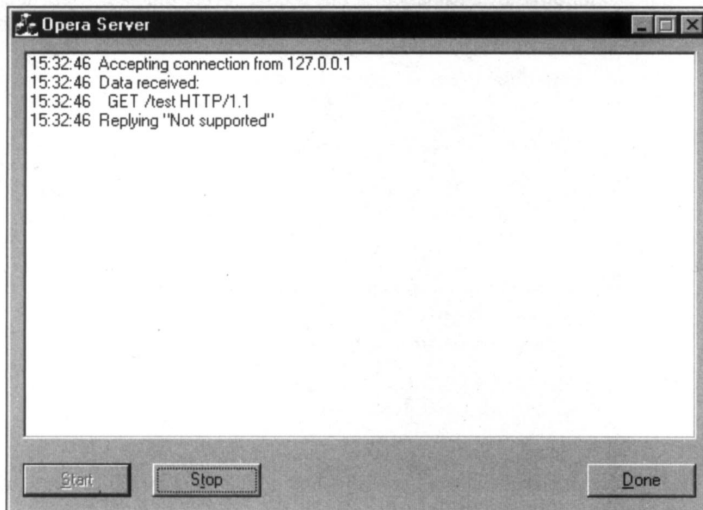 Opera Server
15:32:46 Accepting connection from 127.0.0.1
15:32:46 Data received:
15:32:46 GET /test HTTP/1.1
15:32:46 Replying "Not supported"
Start
Stop
Done